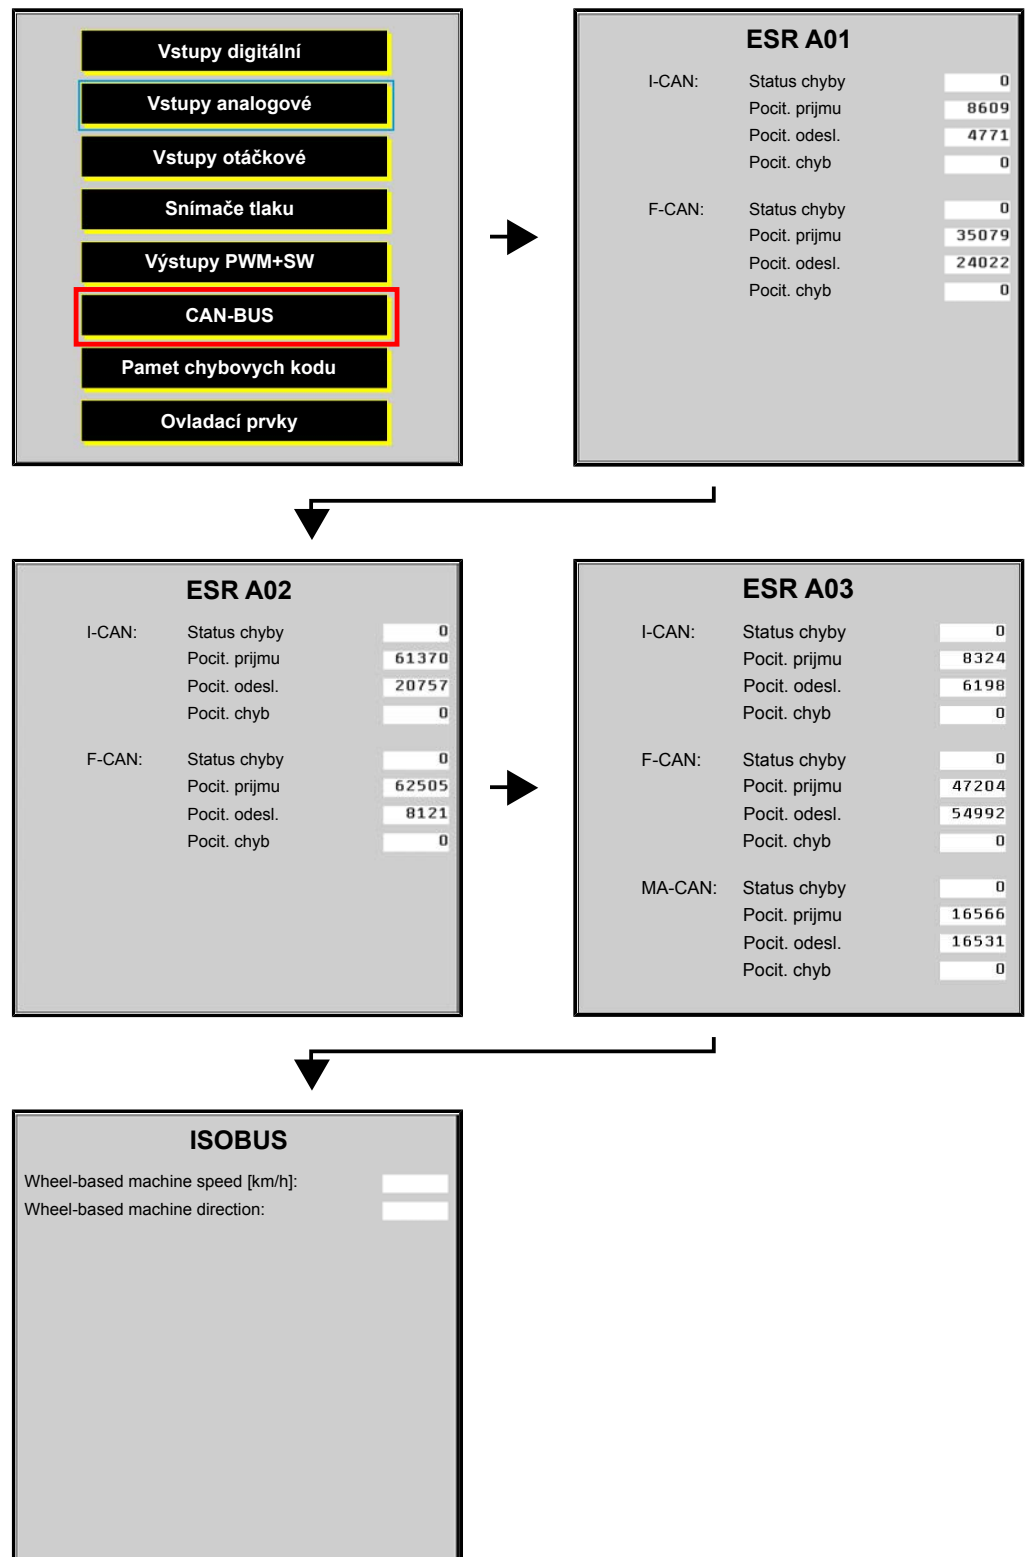 Vstupy digitální
Vstupy analogové
Vstupy otáčkové
Snímače tlaku
Výstupy PWM+SW
CAN-BUS
Pamet chybovych kodu
Ovladací prvky
ESR A01
I-CAN: Status chyby 0
Pocit. prijmu 8609
Pocit. odesl. 4771
Pocit. chyb 0
F-CAN: Status chyby 0
Pocit. prijmu 35079
Pocit. odesl. 24022
Pocit. chyb 0
ESR A02
I-CAN: Status chyby 0
Pocit. prijmu 61370
Pocit. odesl. 20757
Pocit. chyb 0
F-CAN: Status chyby 0
Pocit. prijmu 62505
Pocit. odesl. 8121
Pocit. chyb 0
ESR A03
I-CAN: Status chyby 0
Pocit. prijmu 8324
Pocit. odesl. 6198
Pocit. chyb 0
F-CAN: Status chyby 0
Pocit. prijmu 47204
Pocit. odesl. 54992
Pocit. chyb 0
MA-CAN: Status chyby 0
Pocit. prijmu 16566
Pocit. odesl. 16531
Pocit. chyb 0
ISOBUS
Wheel-based machine speed [km/h]:
Wheel-based machine direction: